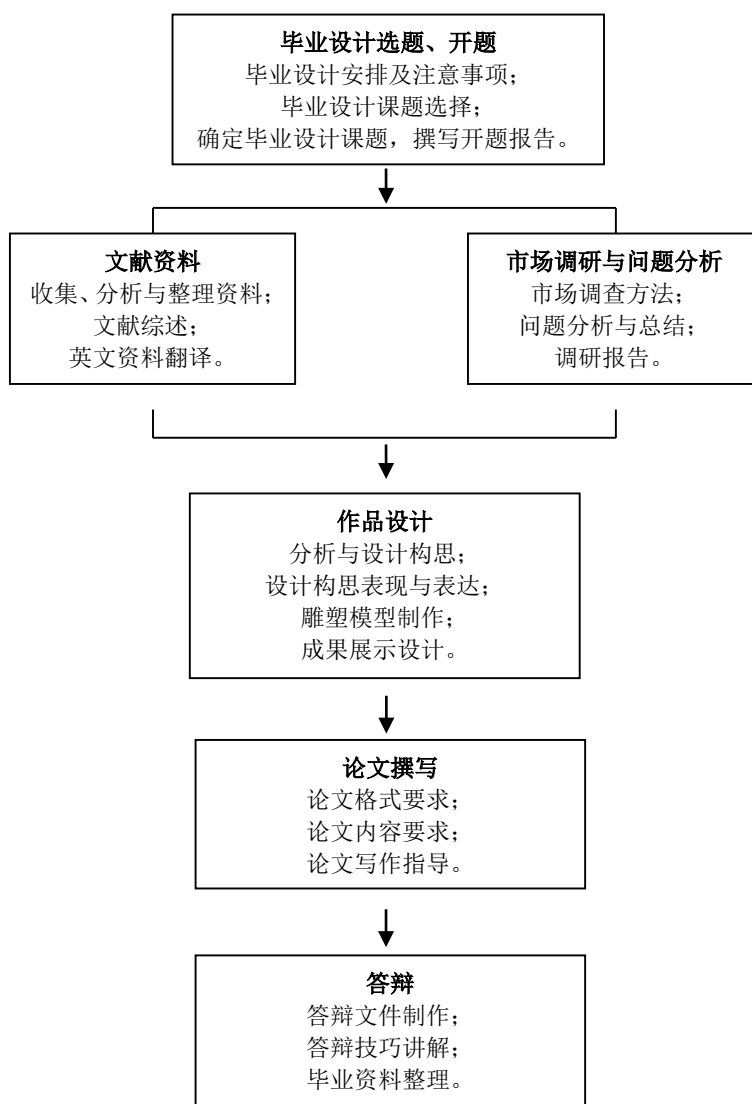 毕业设计选题、开题
毕业设计安排及注意事项；
毕业设计课题选择；
确定毕业设计课题，撰写开题报告。
文献资料
收集、分析与整理资料；
文献综述；
英文资料翻译。
市场调研与问题分析
市场调查方法；
问题分析与总结；
调研报告。
作品设计
分析与设计构思；
设计构思表现与表达；
雕塑模型制作；
成果展示设计。
论文撰写
论文格式要求；
论文内容要求；
论文写作指导。
答辩
答辩文件制作；
答辩技巧讲解；
毕业资料整理。